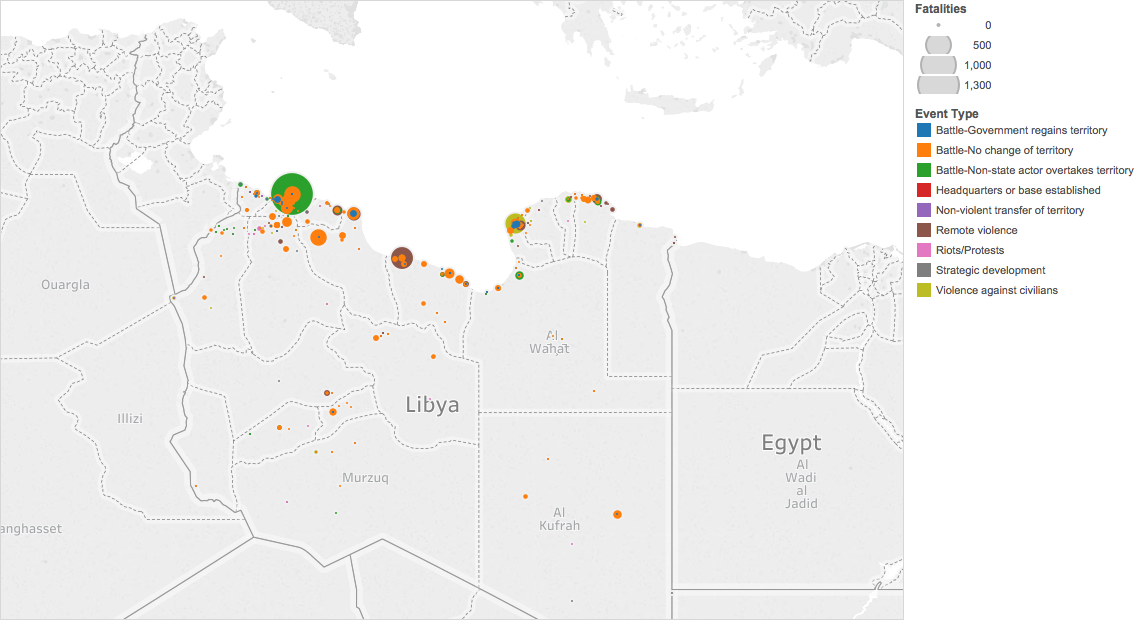 Fatalities
0
500
1,000
1,300
Event Type
Battle-Government regains territory
Battle-No change of territory
Battle-Non-state actor overtakes territory
Headquarters or base established
Non-violent transfer of territory
Remote violence
Riots/Protests
Strategic development
Violence against civilians
Ouargla
Al
Wahat
Illizi
Libya
Egypt
Al
Wadi
al
Jadid
Murzuq
Al
Kufrah
anghasset